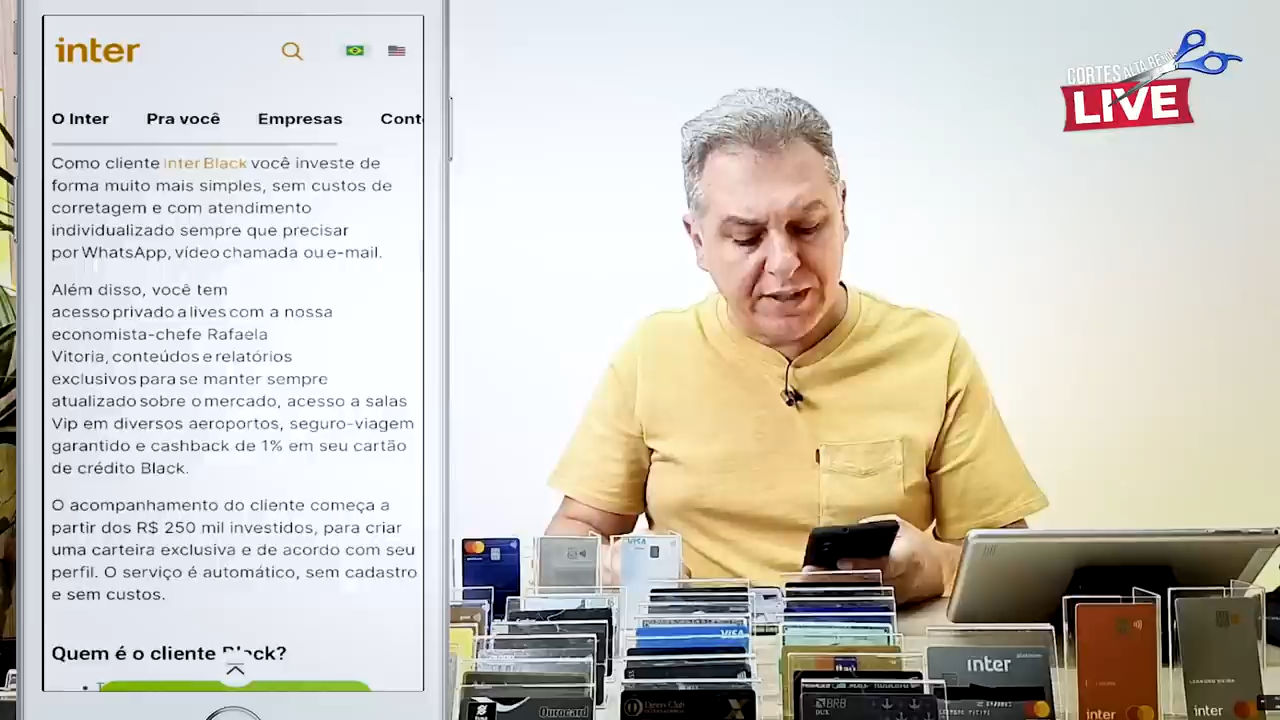 inter
O Inter Pra você Empresas
Como cliente Inter Black você investe de
forma muito mais simples, sem custos de
corretagem e com atendimento
individualizado sempre que precisar
por WhatsApp, vídeo chamada ou e-mail.
Além disso, você tem
acesso privado a lives com a nossa
economista-chefe Rafaela
Vitoria, conteúdos e relatórios
exclusivos para se manter sempre
atualizado sobre o mercado, acesso a salas
Vip em diversos aeroportos, seguro-viagem
garantido e cashback de 1% em seu cartão
de crédito Black.
O acompanhamento do cliente começa a
partir dos R$ 250 mil investidos, para criar
uma carteira exclusiva e de acordo com seu
perfil. O serviço é automático, sem cadastro
e sem custos.
Quem é o cliente Black?
CORTES ALTA RENDA
LIVE
VISA
VISA
Itaú
inter
platinum
inter
inter
Ourocard
Diners Club
BRB